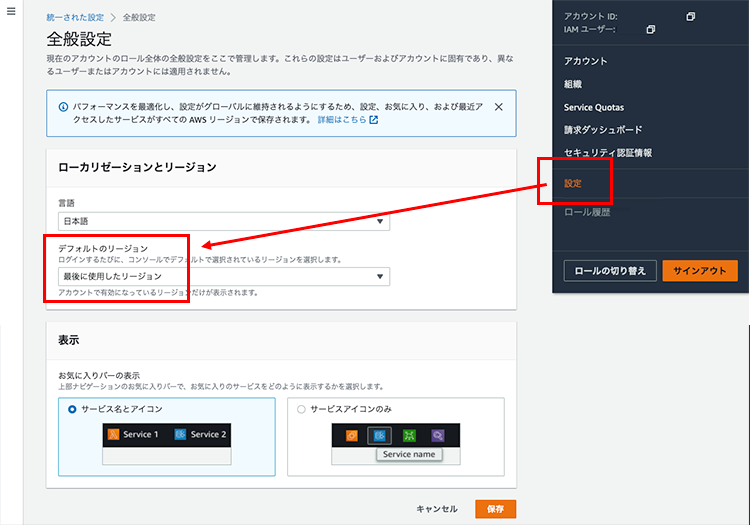 統一された設定 > 全般設定
全般設定
現在のアカウントのロール全体の全般設定をここで管理します。これらの設定はユーザーおよびアカウントに固有であり、異な
るユーザーまたはアカウントには適用されません。
パフォーマンスを最適化し、設定がグローバルに維持されるようにするため、設定、お気に入り、および最近ア
クセスしたサービスがすべての AWS リージョンで保存されます。 詳細はこちら
ローカリゼーションとリージョン
言語
日本語
デフォルトのリージョン
ログインするたびに、コンソールでデフォルトで選択されているリージョンを選択します。
最後に使用したリージョン
アカウントで有効になっているリージョンだけが表示されます。
表示
お気に入りバーの表示
上部ナビゲーションのお気に入りバーで、お気に入りのサービスをどのように表示するかを選択します。
サービス名とアイコン
Service 1 Service 2
サービスアイコンのみ
Service name
キャンセル
保存
アカウント ID:
IAM ユーザー:
アカウント
組織
Service Quotas
請求ダッシュボード
セキュリティ認証情報
設定
ロール履歴
ロールの切り替え
サインアウト